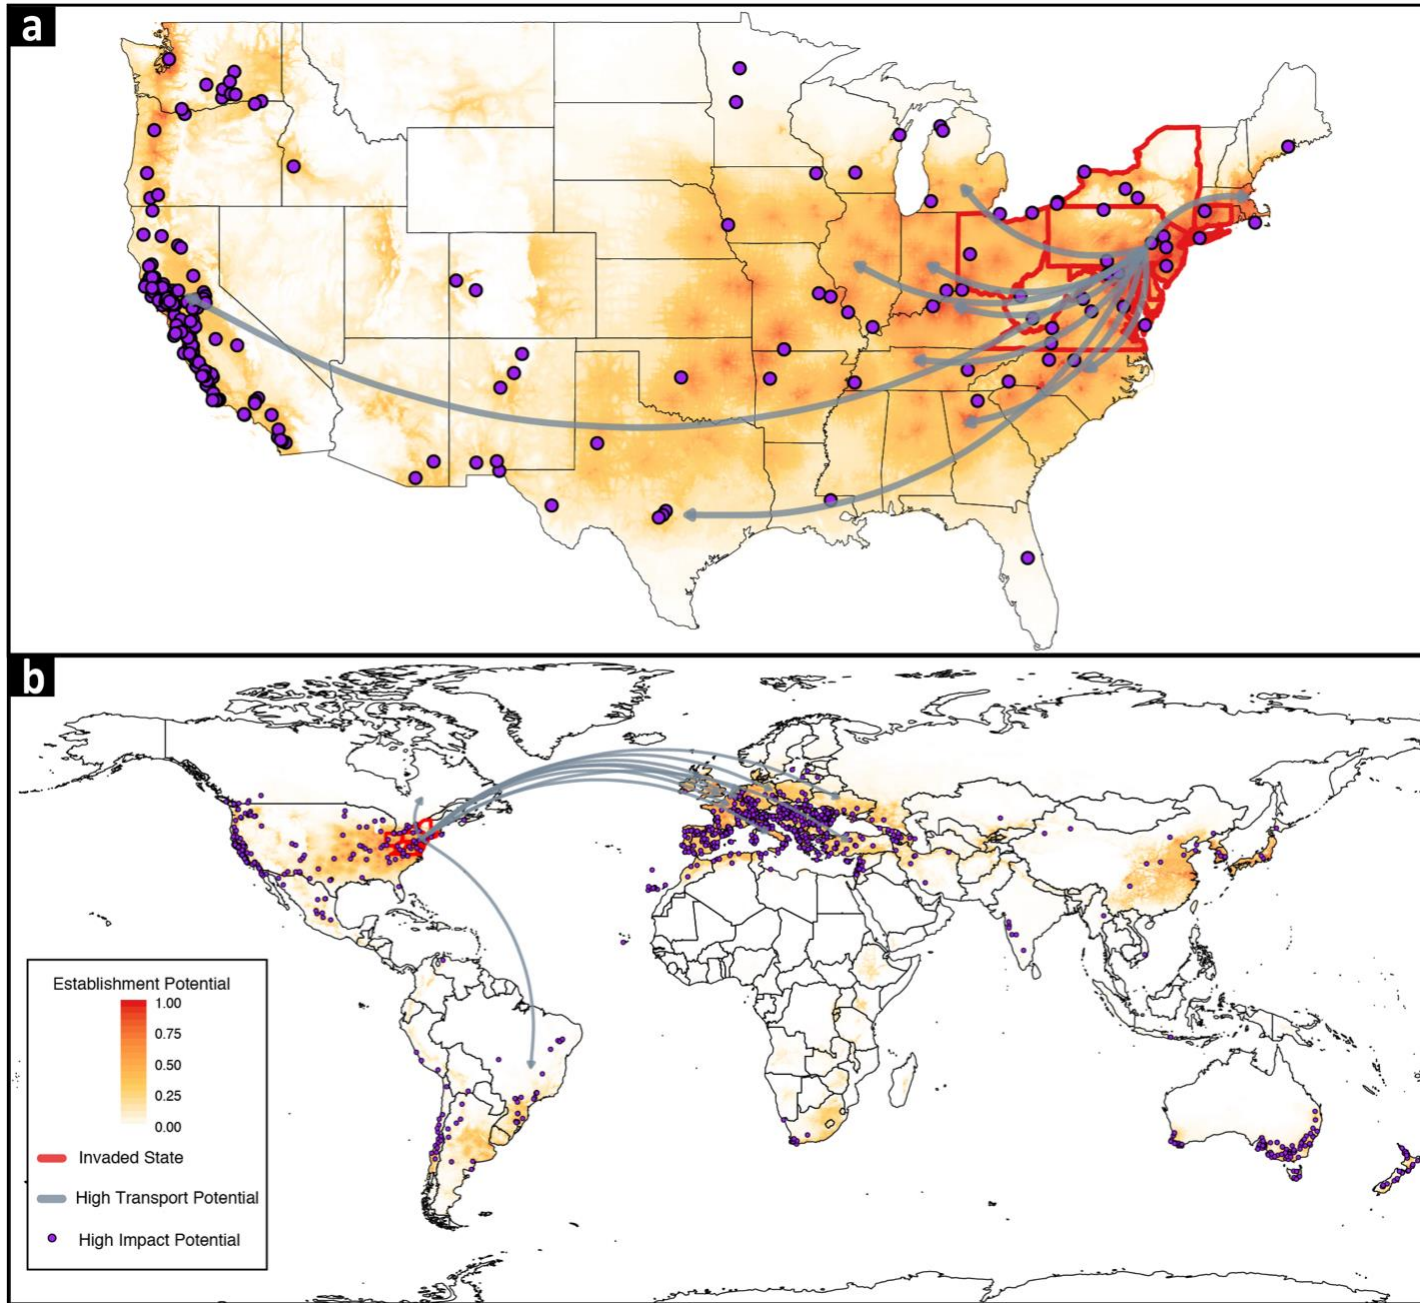 a
b
Establishment Potential
1.00
0.75
0.50
0.25
0.00
Invaded State
High Transport Potential
High Impact Potential